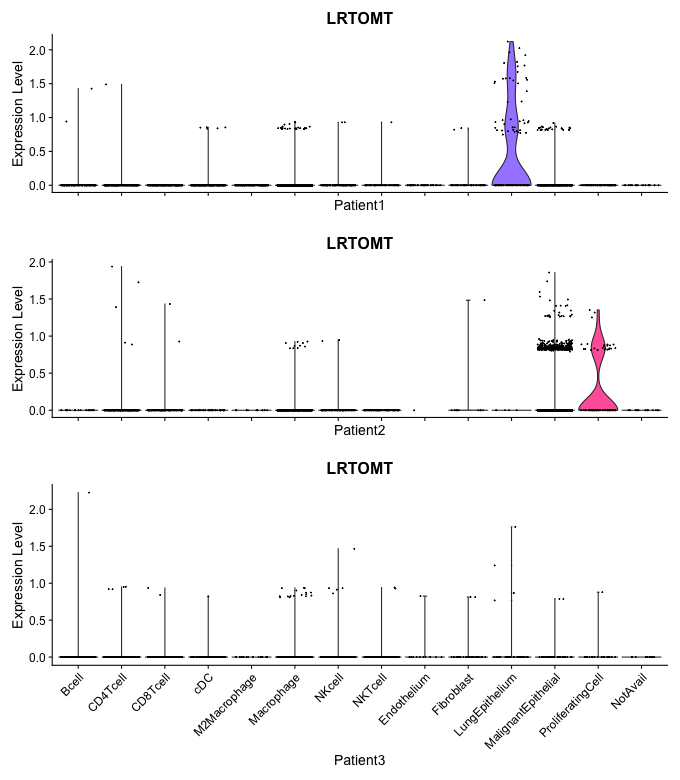 LRTOMT
Expression Level
2.0
1.5
1.0
0.5
0.0
Patient1
LRTOMT
Expression Level
2.0
1.5
1.0
0.5
0.0
Patient2
LRTOMT
Expression Level
2.0
1.5
1.0
0.5
0.0
Bcell
CD4Tcell
CD8Tcell
cDC
M2Macrophage
Macrophage
NKcell
NKTcell
Endothelium
Fibroblast
LungEpithelium
MalignantEpithelial
ProliferatingCell
NotAvail
Patient3